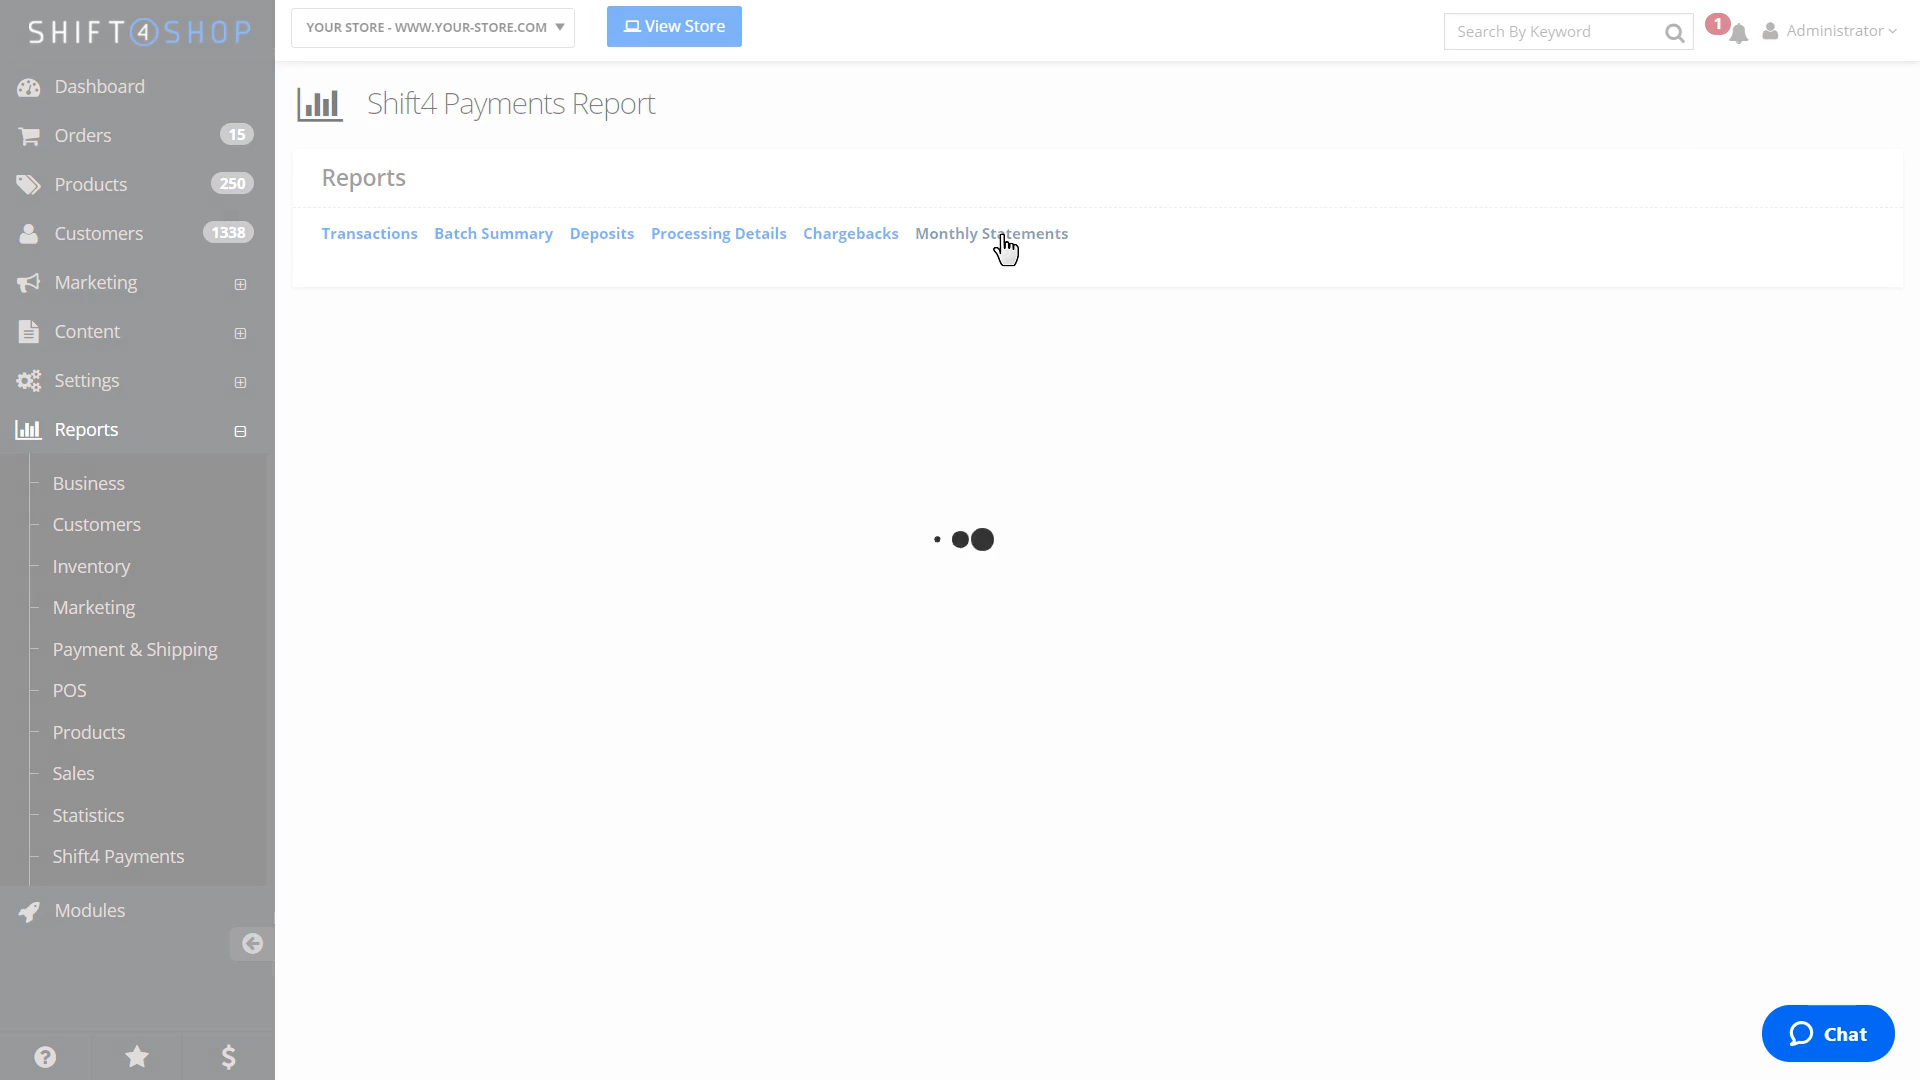 SHIFT4SHOP
YOUR STORE - WWW.YOUR-STORE.COM
View Store
Search By Keyword
1
Administrator
Dashboard
Orders 15
Products 250
Customers 1338
Marketing
Content
Settings
Reports
Business
Customers
Inventory
Marketing
Payment & Shipping
POS
Products
Sales
Statistics
Shift4 Payments
Modules
Shift4 Payments Report
Reports
Transactions Batch Summary Deposits Processing Details Chargebacks Monthly Statements
Chat